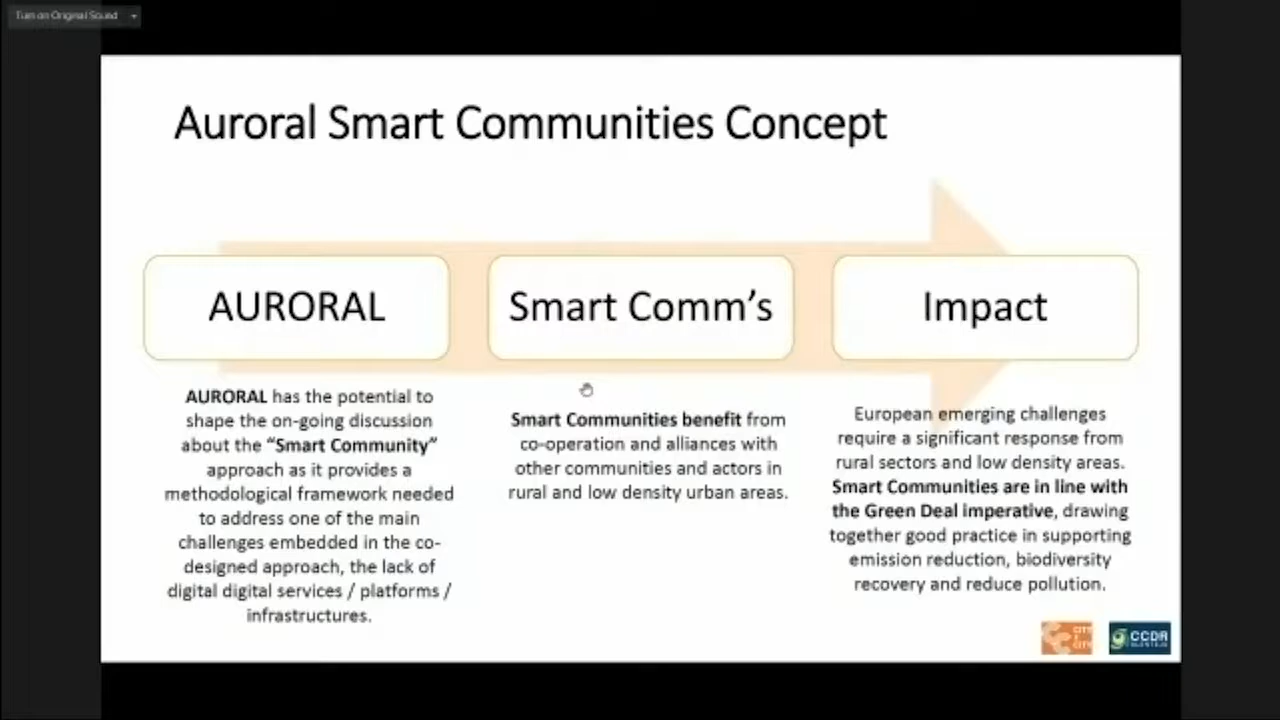 Turn on Original Sound
Auroral Smart Communities Concept
AURORAL
AURORAL has the potential to
shape the on-going discussion
about the “Smart Community”
approach as it provides a
methodological framework needed
to address one of the main
challenges embedded in the co-
designed approach, the lack of
digital digital services / platforms /
infrastructures.
Smart Comm’s
Smart Communities benefit from
co-operation and alliances with
other communities and actors in
rural and low density urban areas.
Impact
European emerging challenges
require a significant response from
rural sectors and low density areas.
Smart Communities are in line with
the Green Deal imperative, drawing
together good practice in supporting
emission reduction, biodiversity
recovery and reduce pollution.
CITY
CITY
CCDR
ALENTEJO